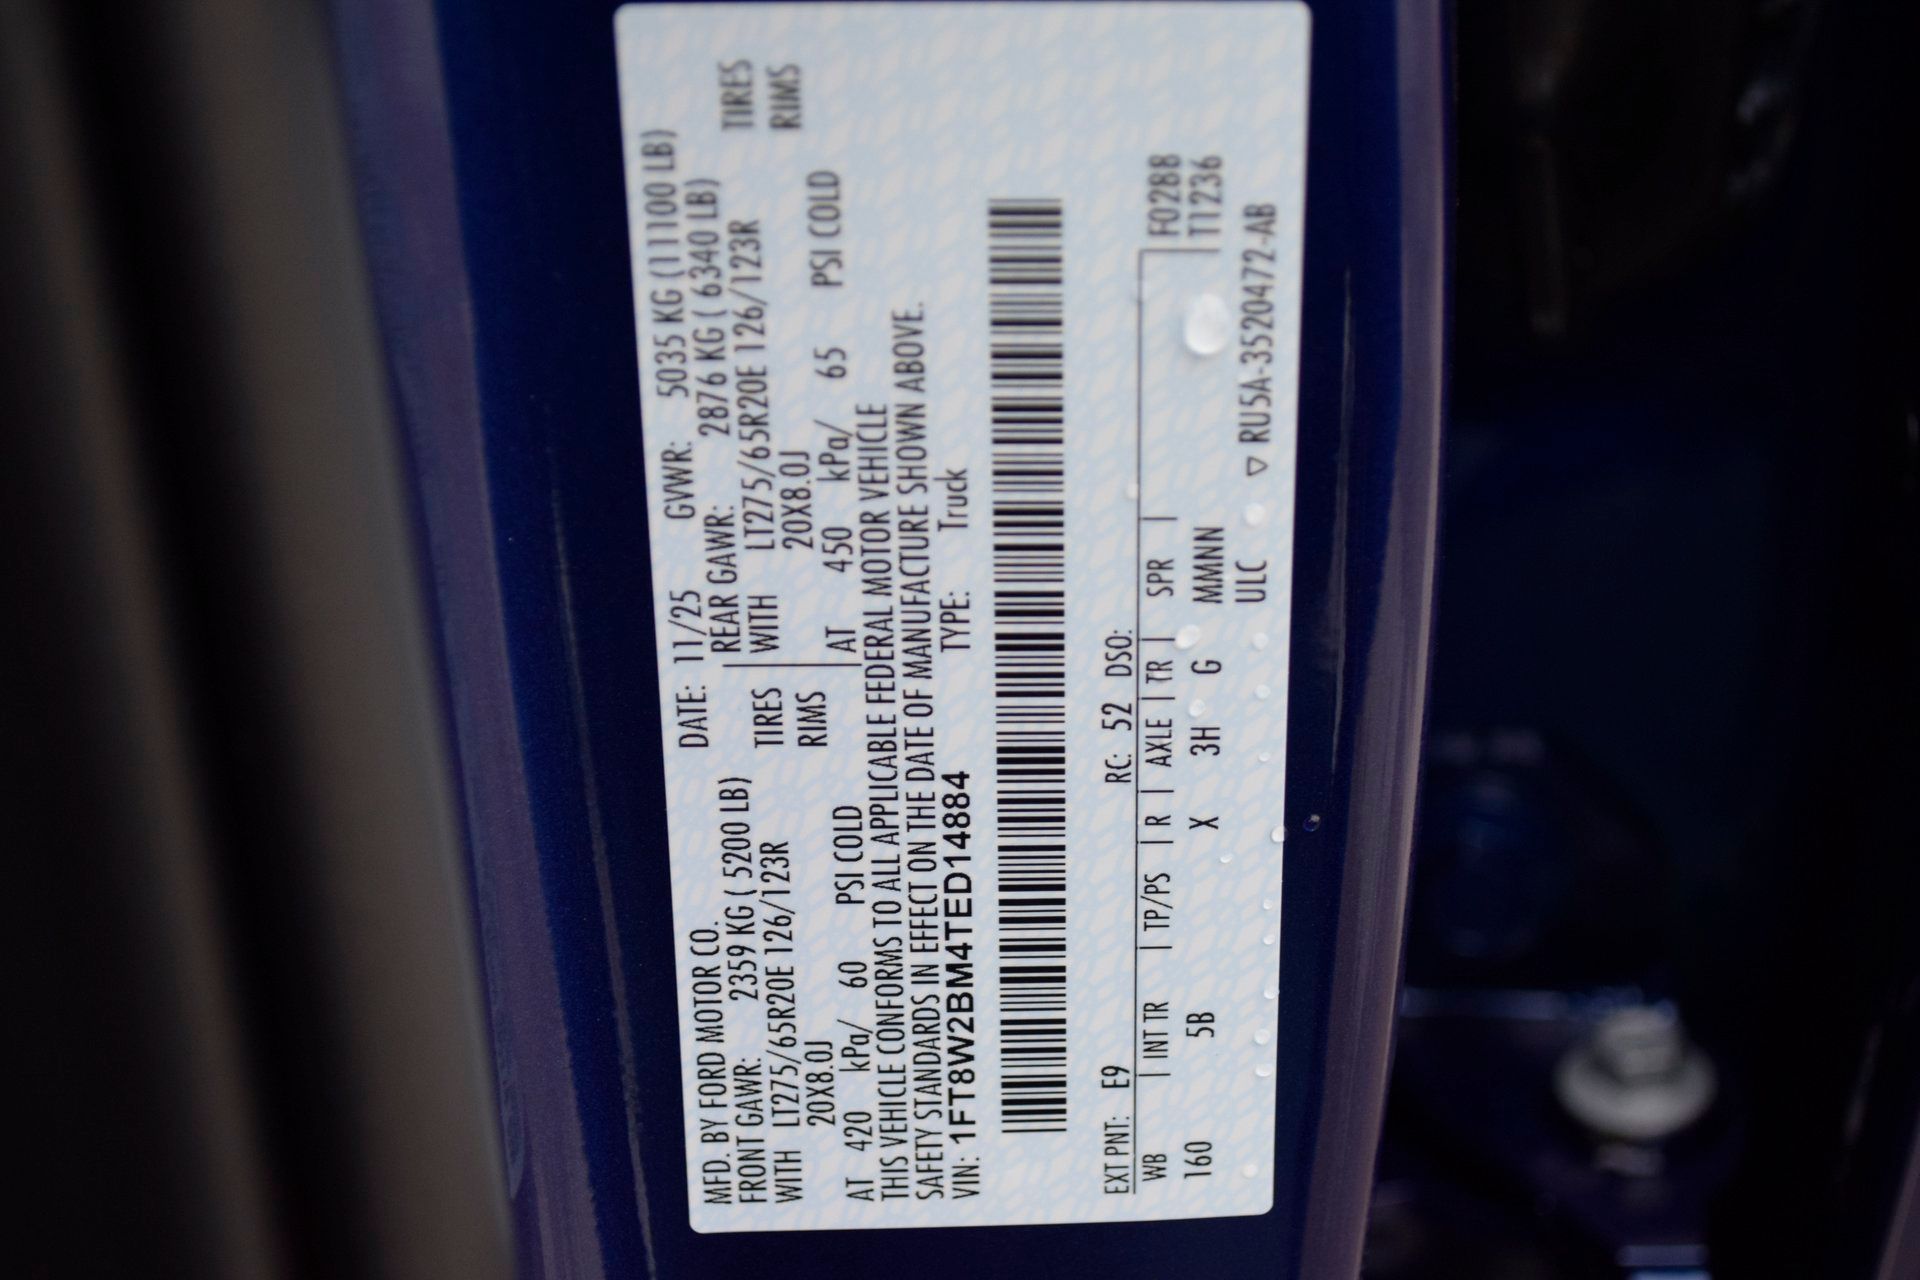 MFD. BY FORD MOTOR CO. DATE: 11/25 GVWR: 5035 KG (11100 LB)
FRONT GAWR: 2359 KG ( 5200 LB) REAR GAWR: 2876 KG ( 6340 LB)
WITH LT275/65R20E 126/123R TIRES WITH LT275/65R20E 126/123R TIRES
20X8.0J RIMS 20X8.0J RIMS
AT 420 kPa/ 60 PSI COLD AT 450 kPa/ 65 PSI COLD
THIS VEHICLE CONFORMS TO ALL APPLICABLE FEDERAL MOTOR VEHICLE
SAFETY STANDARDS IN EFFECT ON THE DATE OF MANUFACTURE SHOWN ABOVE.
VIN: 1FT8W2BM4TED14884 TYPE: Truck
EXT PNT: E9 RC: 52 DSO:
WB | INT TR | TP/PS | R | AXLE | TR | SPR | F0288
160 5B X 3H G MMNN T1236
ULC ▽ RU5A-3520472-AB